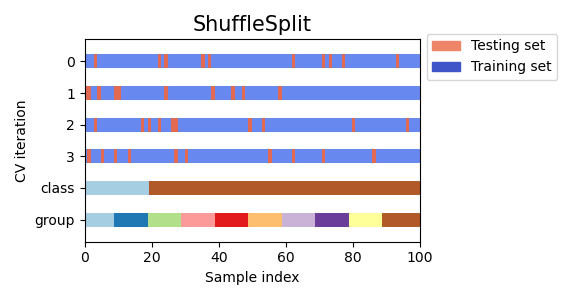 ShuffleSplit
Testing set
Training set
CV iteration
0
1
2
3
class
group
0 20 40 60 80 100
Sample index